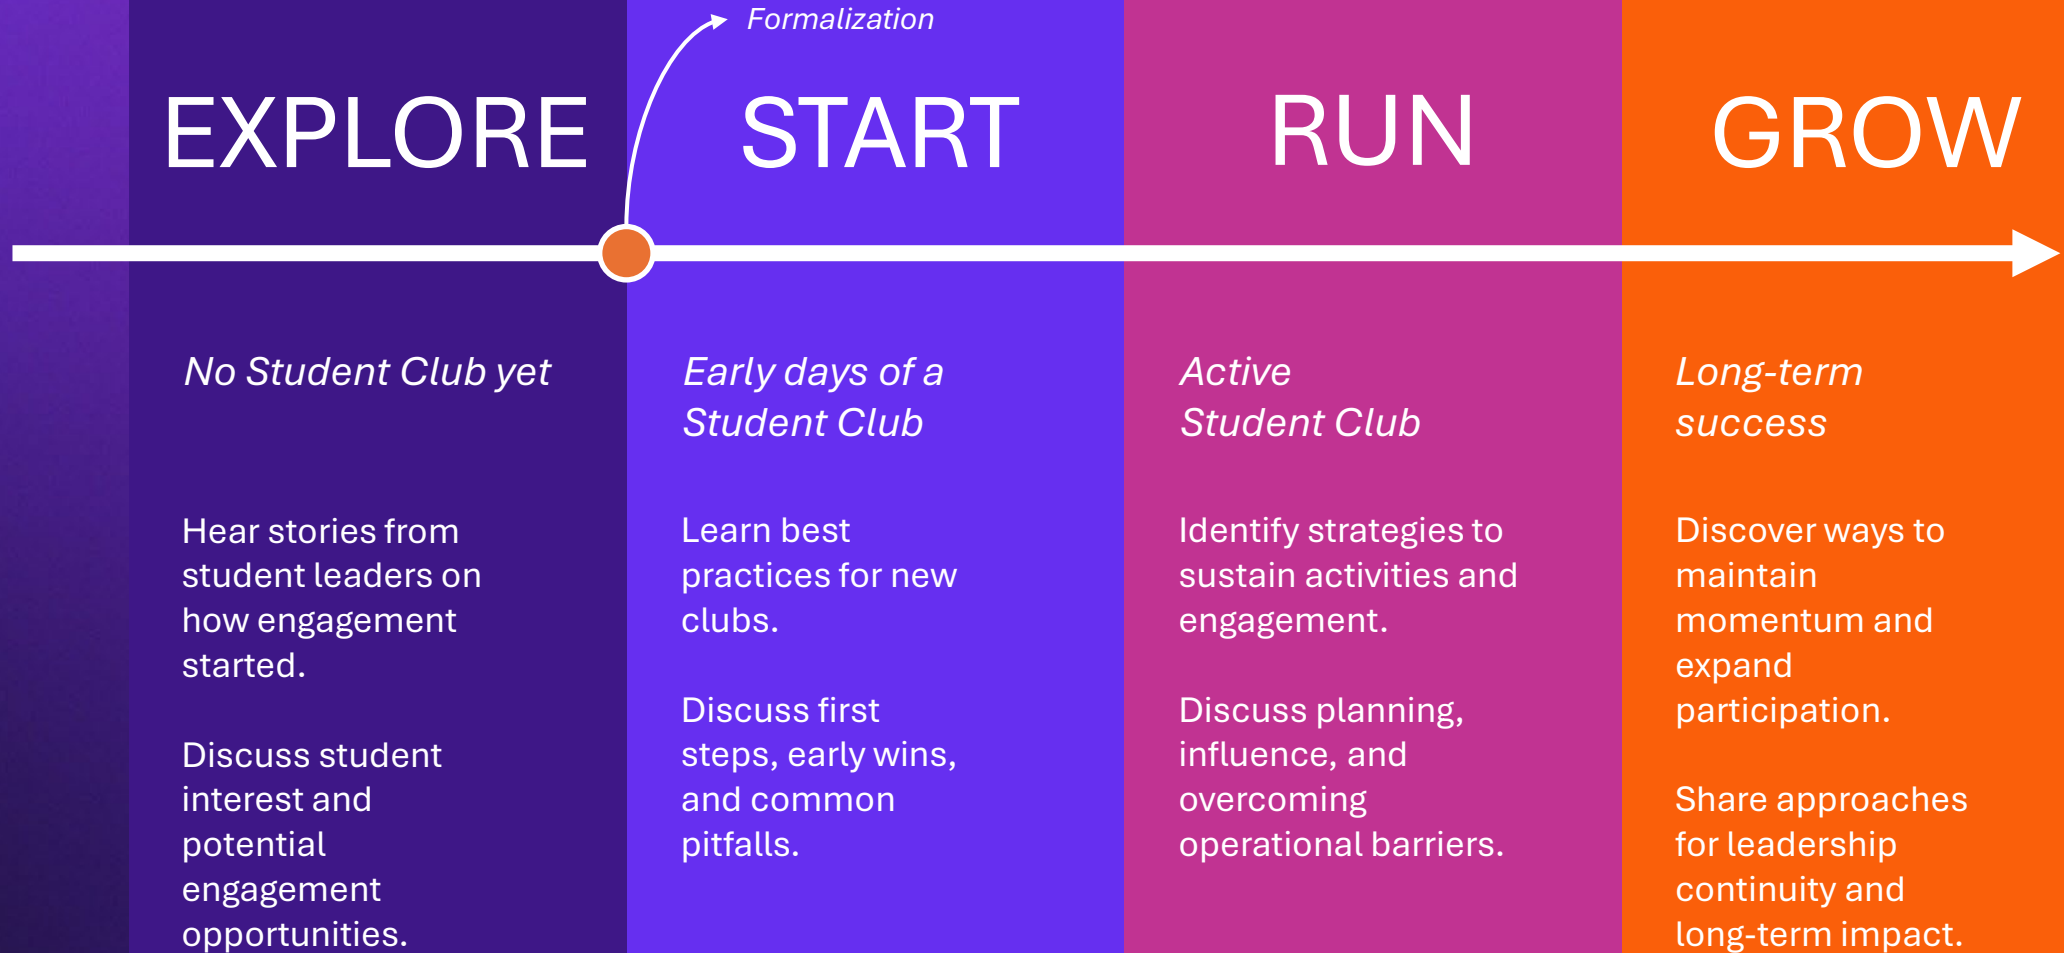 Formalization
EXPLORE
START
RUN
GROW
No Student Club yet
Early days of a
Student Club
Active
Student Club
Long-term
success
Hear stories from
student leaders on
how engagement
started.
Discuss student
interest and
potential
engagement
opportunities.
Learn best
practices for new
clubs.
Discuss first
steps, early wins,
and common
pitfalls.
Identify strategies to
sustain activities and
engagement.
Discuss planning,
influence, and
overcoming
operational barriers.
Discover ways to
maintain
momentum and
expand
participation.
Share approaches
for leadership
continuity and
long-term impact.